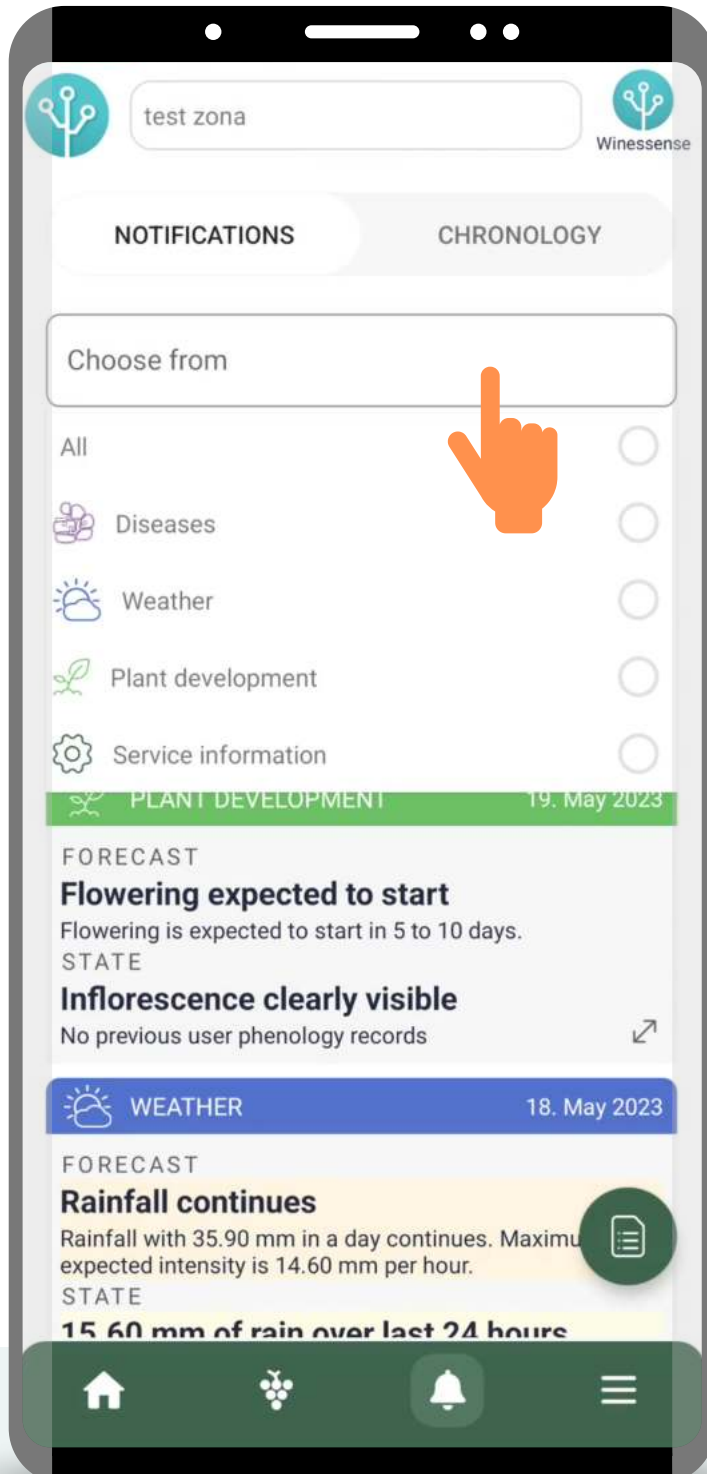 test zona
Winessense
NOTIFICATIONS
CHRONOLOGY
Choose from
All
Diseases
Weather
Plant development
Service information
PLANT DEVELOPMENT 19. May 2023
FORECAST
Flowering expected to start
Flowering is expected to start in 5 to 10 days.
STATE
Inflorescence clearly visible
No previous user phenology records
WEATHER 18. May 2023
FORECAST
Rainfall continues
Rainfall with 35.90 mm in a day continues. Maximu
expected intensity is 14.60 mm per hour.
STATE
15.60 mm of rain over last 24 hours